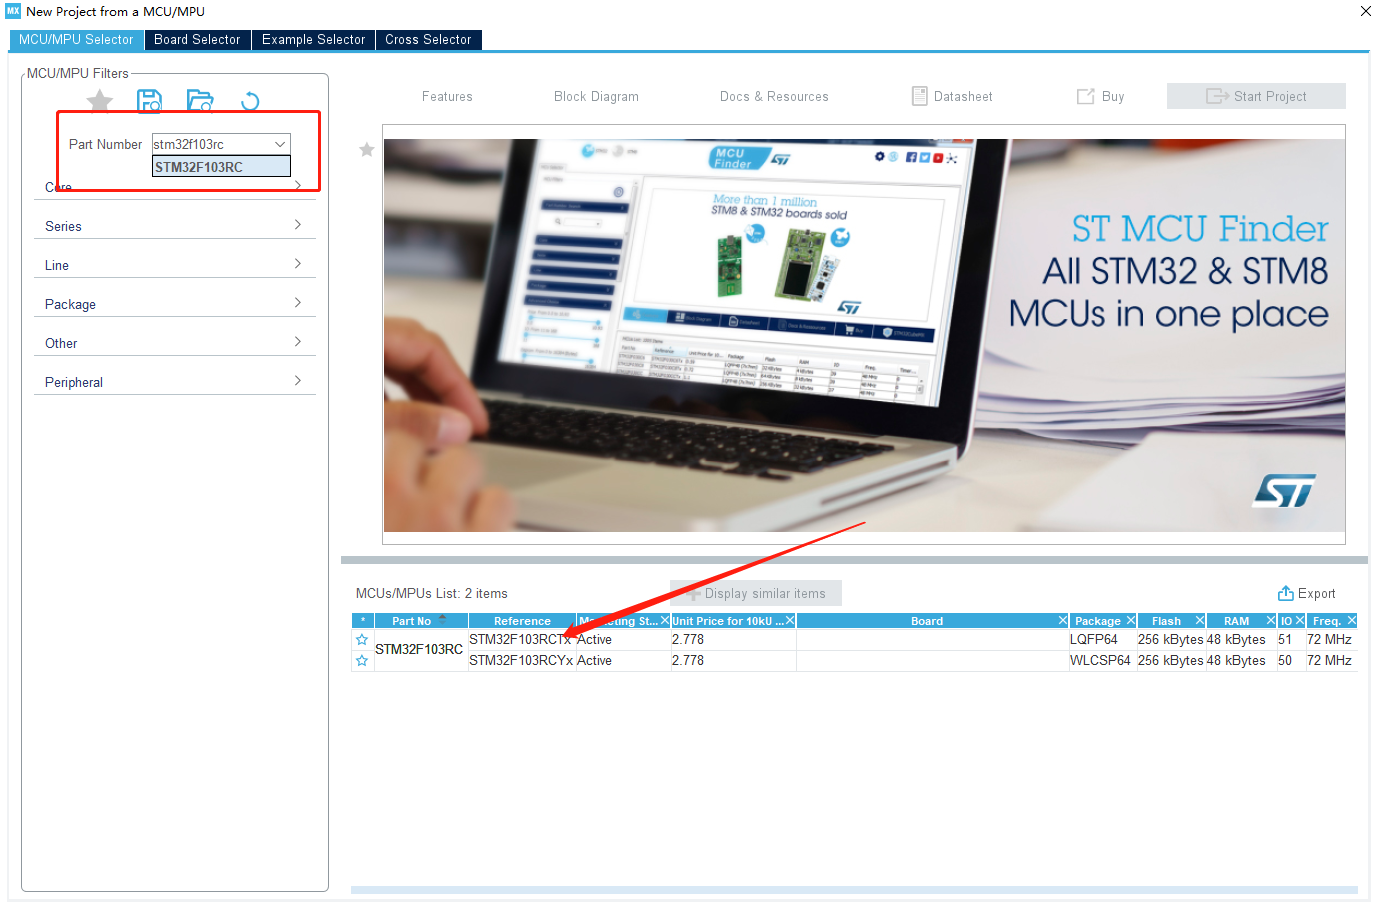 MX New Project from a MCU/MPU
MCU/MPU Selector Board Selector Example Selector Cross Selector
MCU/MPU Filters
Part Number stm32f103rc
STM32F103RC
Core
Series
Line
Package
Other
Peripheral
Features Block Diagram Docs & Resources Datasheet Buy Start Project
MCU
Finder
More than 1 million
STM8 & STM32 boards sold
ST MCU Finder
All STM32 & STM8
MCUs in one place
ST
MCUs/MPUs List: 2 items Display similar items Export
* Part No Reference Marketing St... Unit Price for 10kU ... Board Package Flash RAM IO Freq.
STM32F103RC STM32F103RCTx Active 2.778 LQFP64 256 kBytes 48 kBytes 51 72 MHz
STM32F103RCYx Active 2.778 WLCSP64 256 kBytes 48 kBytes 50 72 MHz